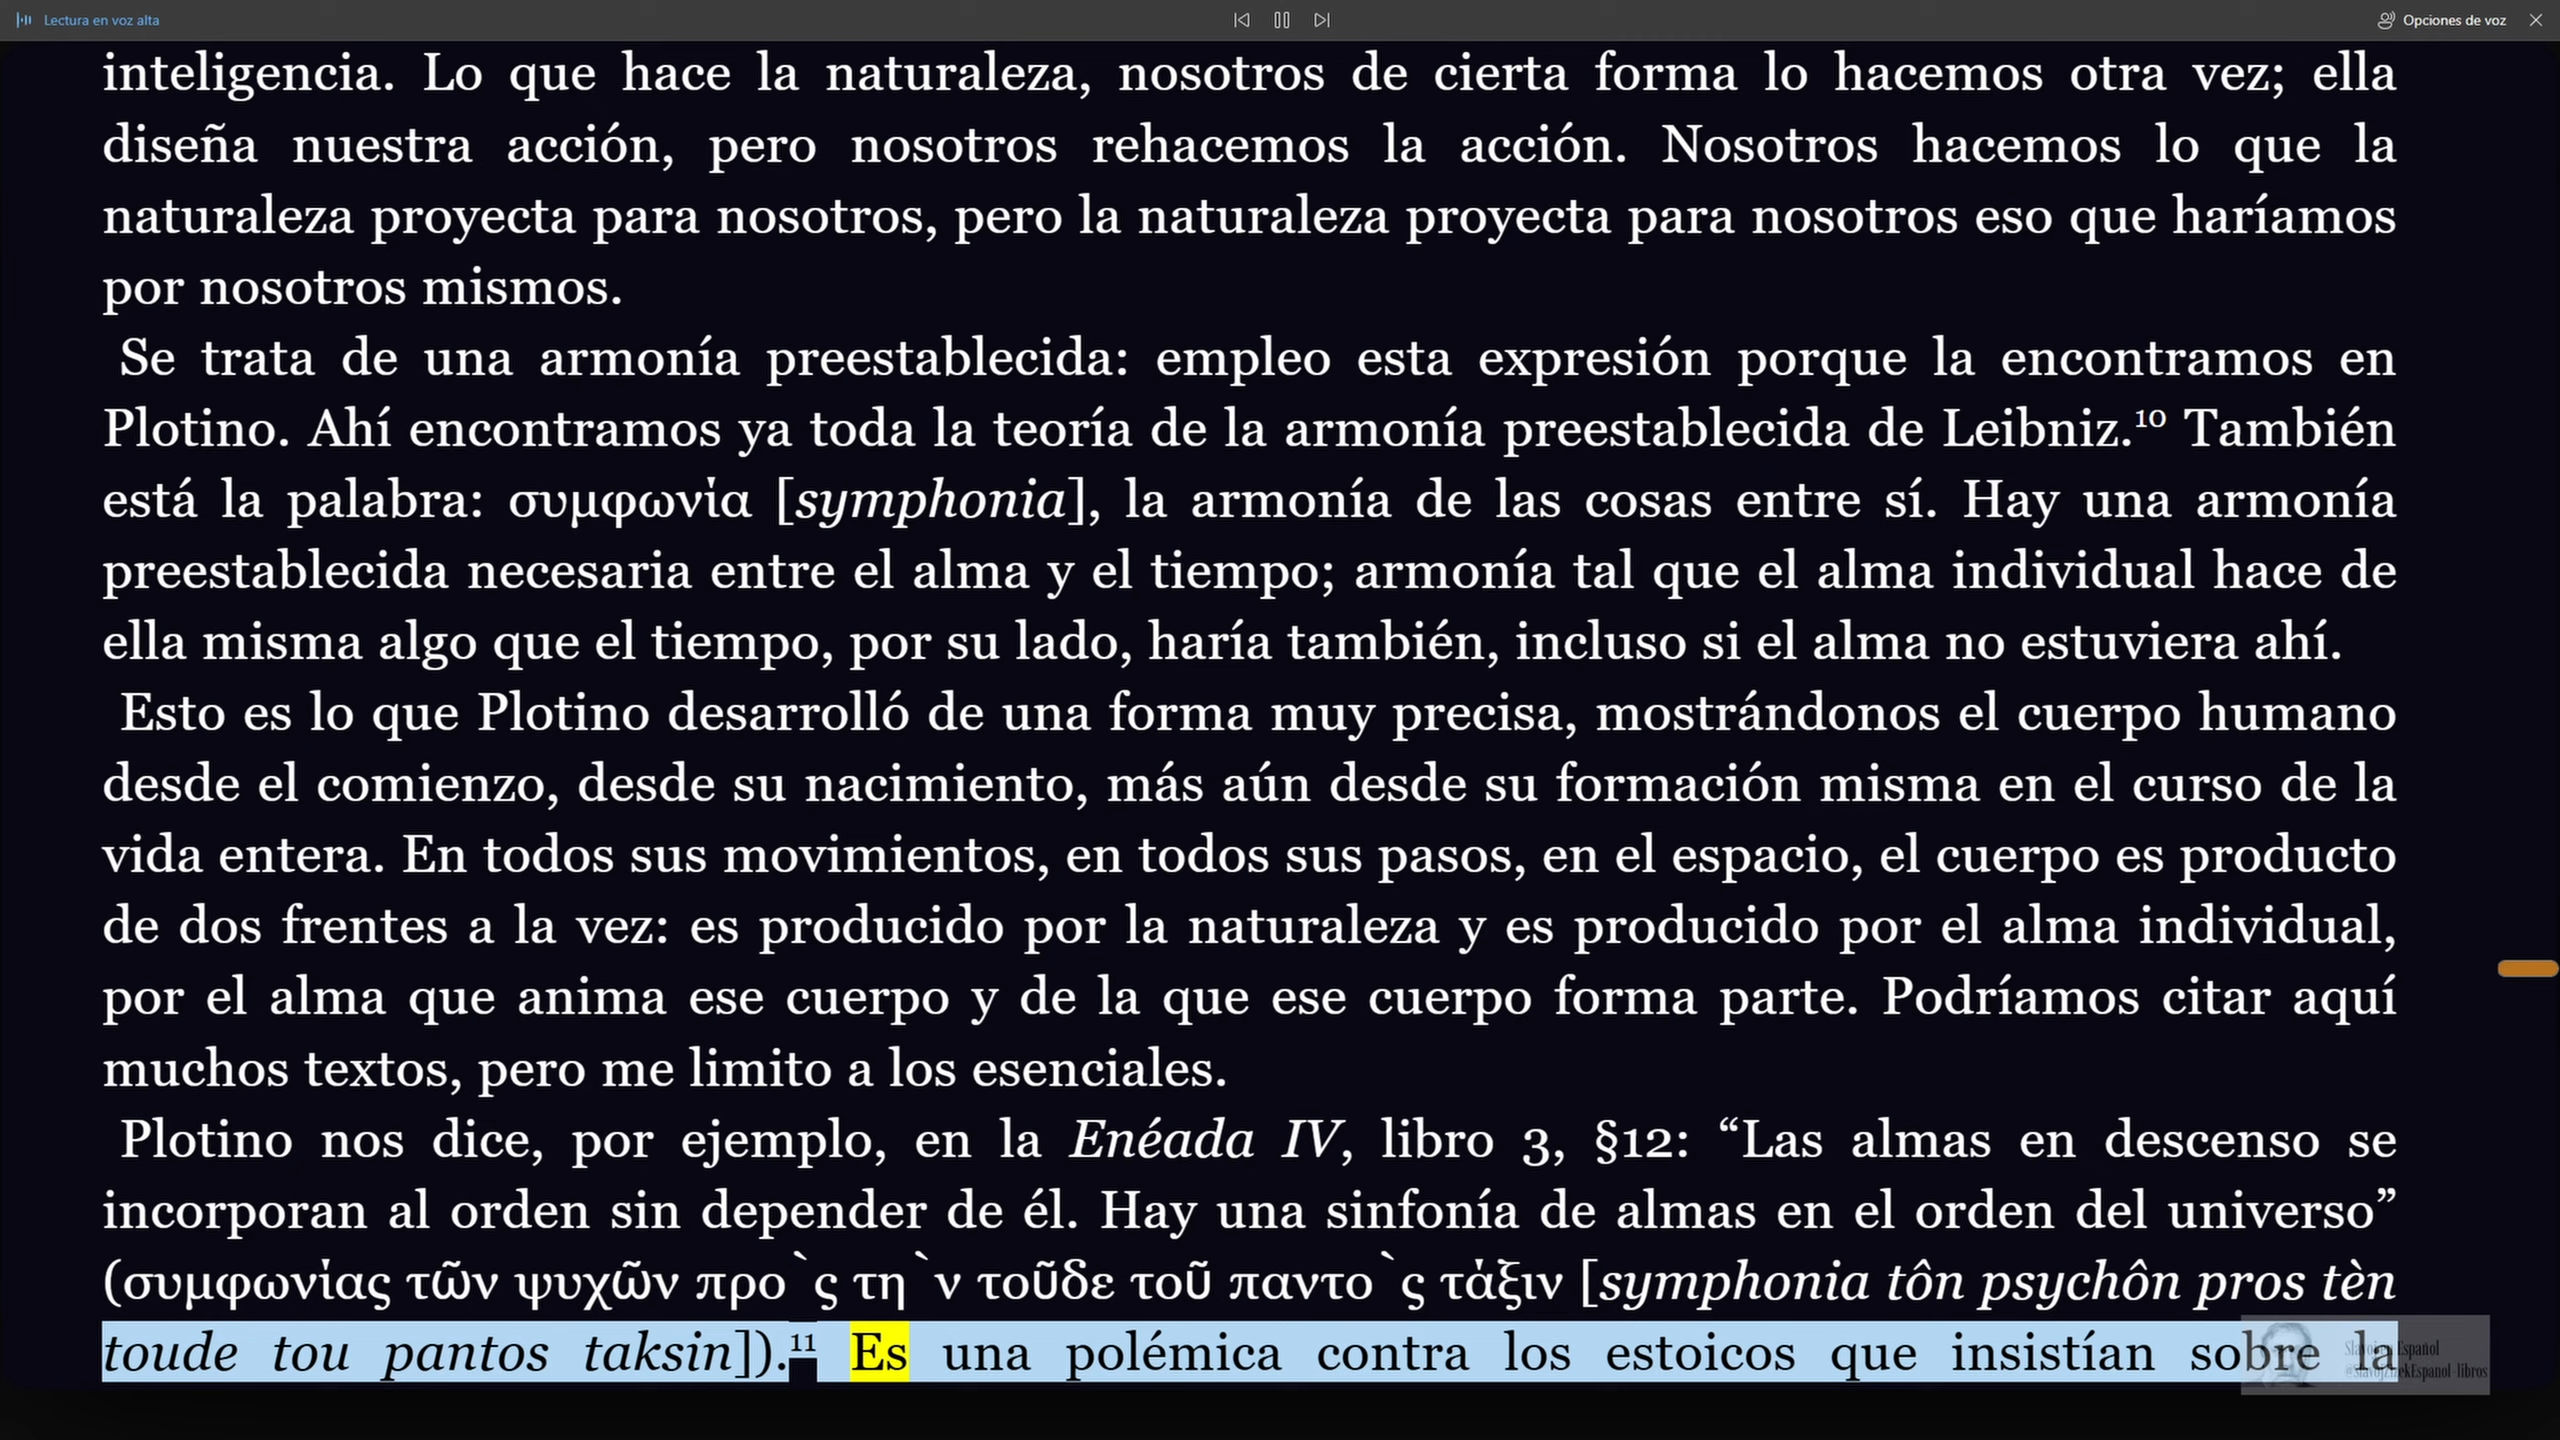 Lectura en voz alta
Opciones de voz
inteligencia. Lo que hace la naturaleza, nosotros de cierta forma lo hacemos otra vez; ella
diseña nuestra acción, pero nosotros rehacemos la acción. Nosotros hacemos lo que la
naturaleza proyecta para nosotros, pero la naturaleza proyecta para nosotros eso que haríamos
por nosotros mismos.
Se trata de una armonía preestablecida: empleo esta expresión porque la encontramos en
Plotino. Ahí encontramos ya toda la teoría de la armonía preestablecida de Leibniz.¹⁰ También
está la palabra: συμφωνἱα [symphonia], la armonía de las cosas entre sí. Hay una armonía
preestablecida necesaria entre el alma y el tiempo; armonía tal que el alma individual hace de
ella misma algo que el tiempo, por su lado, haría también, incluso si el alma no estuviera ahí.
Esto es lo que Plotino desarrolló de una forma muy precisa, mostrándonos el cuerpo humano
desde el comienzo, desde su nacimiento, más aún desde su formación misma en el curso de la
vida entera. En todos sus movimientos, en todos sus pasos, en el espacio, el cuerpo es producto
de dos frentes a la vez: es producido por la naturaleza y es producido por el alma individual,
por el alma que anima ese cuerpo y de la que ese cuerpo forma parte. Podríamos citar aquí
muchos textos, pero me limito a los esenciales.
Plotino nos dice, por ejemplo, en la Enéada IV, libro 3, §12: “Las almas en descenso se
incorporan al orden sin depender de él. Hay una sinfonía de almas en el orden del universo”
(συμφωνἱας τῶν ψυχῶν προ`ς τη`ν τοῦδε τοῦ παντο`ς τἁξιν [symphonia tôn psychôn pros tèn
toude tou pantos taksin]).¹¹ Es una polémica contra los estoicos que insistían sobre la
Español